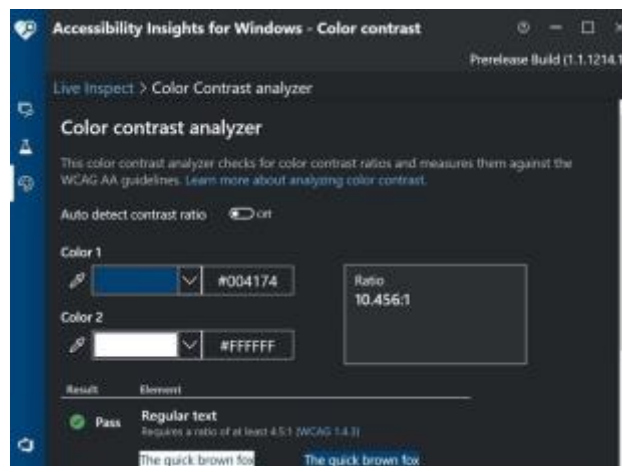 Accessibility Insights for Windows - Color contrast
Prerelease Build (1.1.1214.1
Live Inspect > Color Contrast analyzer
Color contrast analyzer
This color contrast analyzer checks for color contrast ratios and measures them against the
WCAG AA guidelines. Learn more about analyzing color contrast.
Auto detect contrast ratio Off
Color 1
#004174
Ratio
10.456:1
Color 2
#FFFFFF
Result Element
Pass Regular text
Requires a ratio of at least 4.5:1 (WCAG 1.4.3)
The quick brown fox The quick brown fox